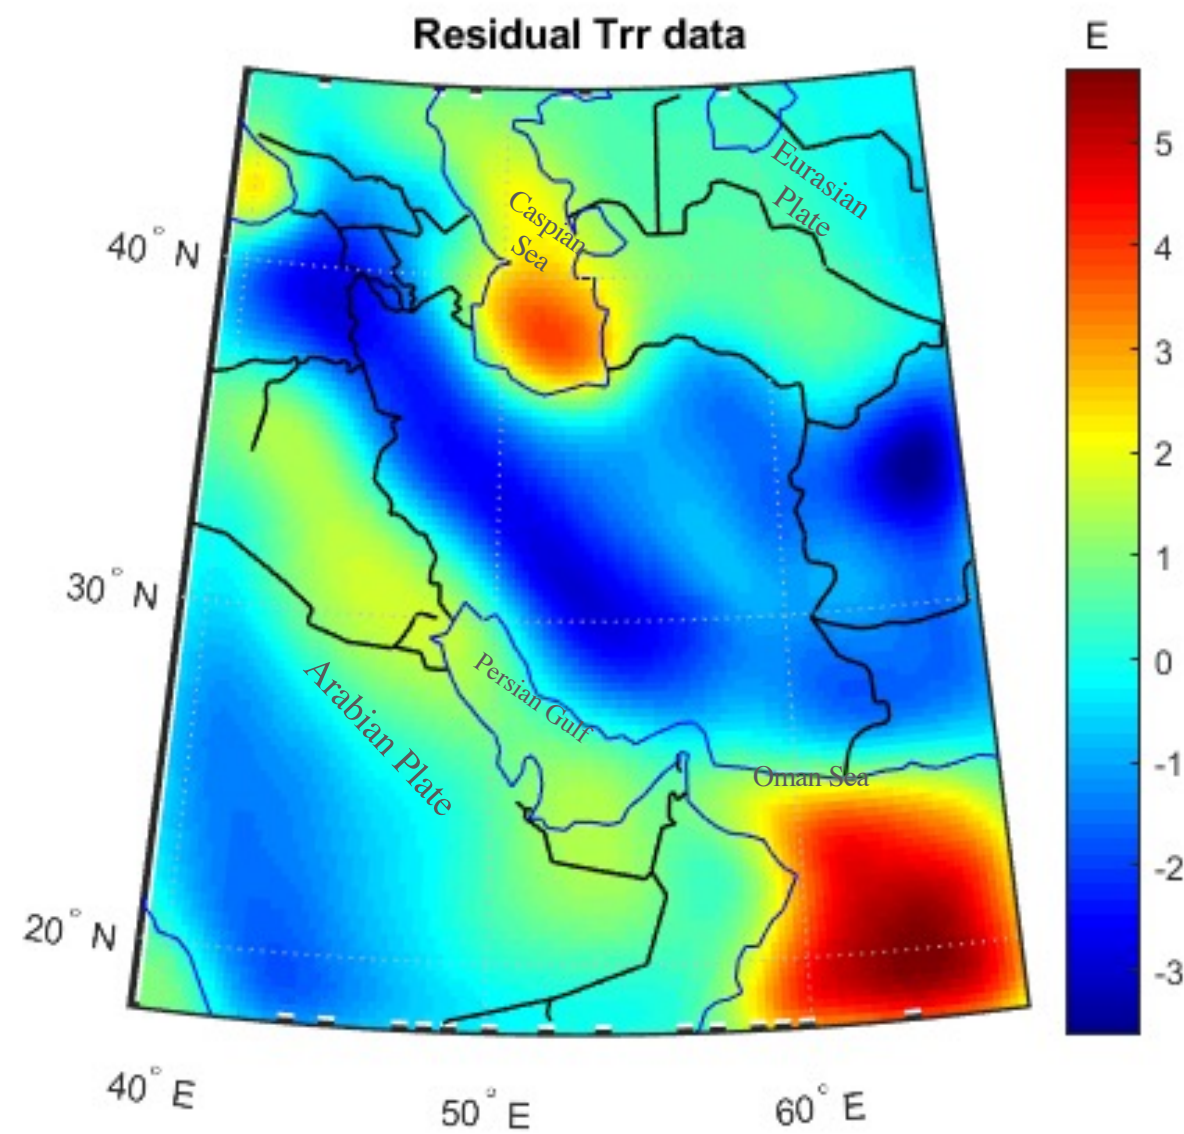 Residual Trr data
E
Eurasian
Plate
Caspian
Sea
40° N
30° N
20° N
Arabian Plate
Persian Gulf
Oman Sea
40° E
50° E
60° E
5
4
3
2
1
0
-1
-2
-3